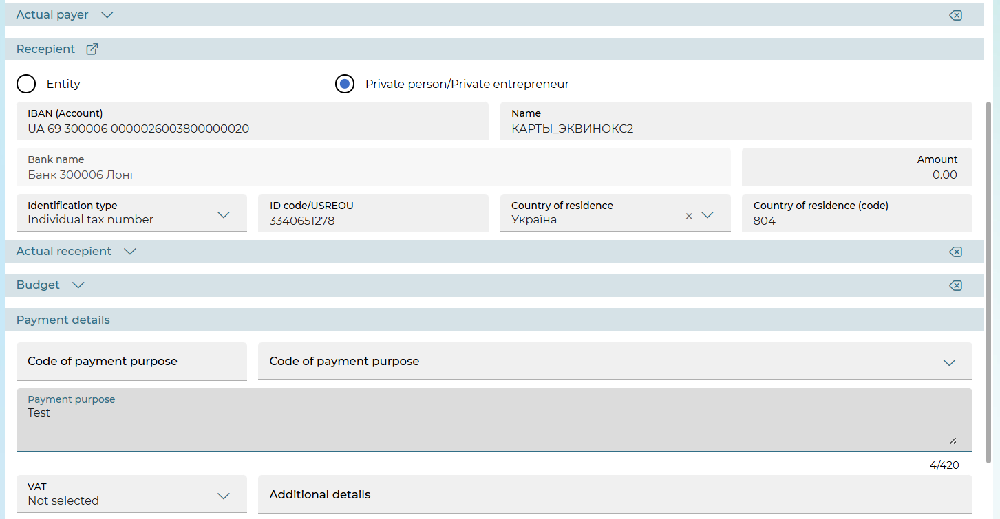 Actual payer
Recepient
Entity
Private person/Private entrepreneur
IBAN (Account)
UA 69 300006 0000026003800000020
Name
КАРТЫ_ЭКВИНОКС2
Bank name
Банк 300006 Лонг
Amount
0.00
Identification type
Individual tax number
ID code/USREOU
3340651278
Country of residence
Україна
Country of residence (code)
804
Actual recepient
Budget
Payment details
Code of payment purpose
Code of payment purpose
Payment purpose
Test
4/420
VAT
Not selected
Additional details